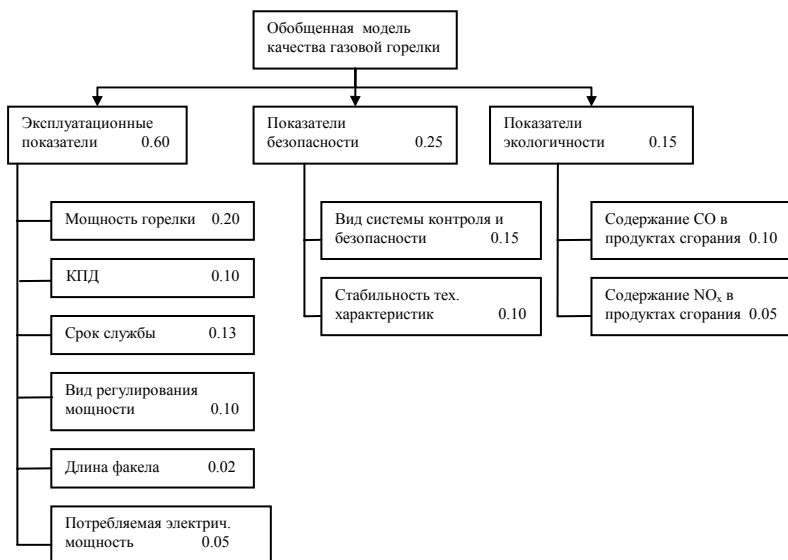 Обобщенная модель
качества газовой горелки
Эксплуатационные
показатели 0.60
Показатели
безопасности 0.25
Показатели
экологичности 0.15
Мощность горелки 0.20
КПД 0.10
Срок службы 0.13
Вид регулирования
мощности 0.10
Длина факела 0.02
Потребляемая электрич.
мощность 0.05
Вид системы контроля и
безопасности 0.15
Стабильность тех.
характеристик 0.10
Содержание CO в
продуктах сгорания 0.10
Содержание NOx в
продуктах сгорания 0.05